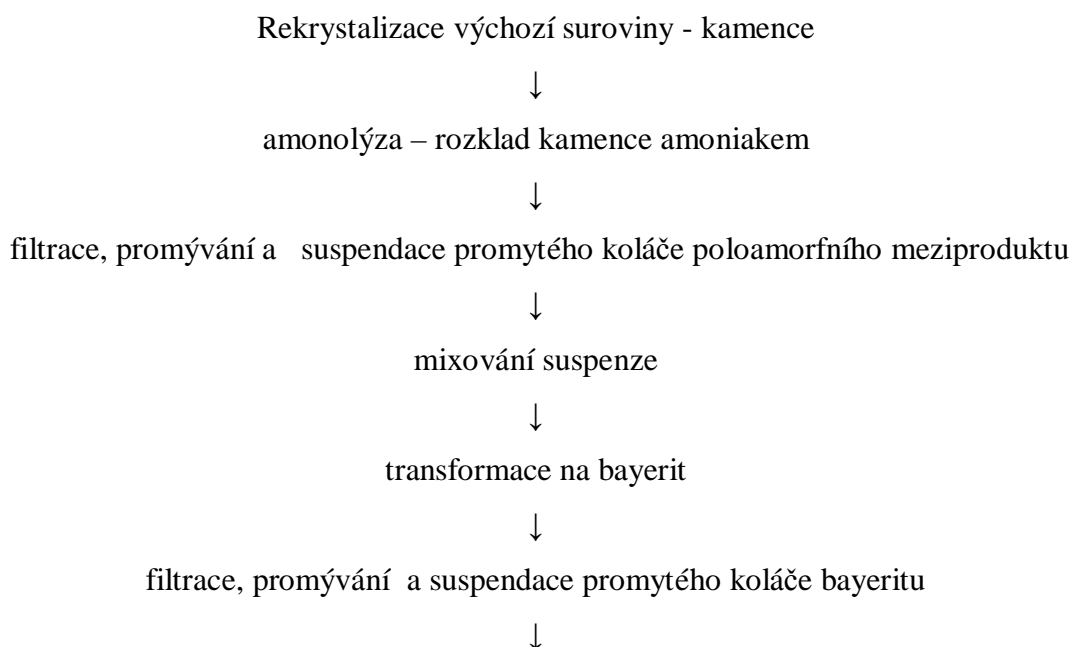 Rekrystalizace výchozí suroviny - kamence
↓
amonolýza – rozklad kamence amoniakem
↓
filtrace, promývání a suspendace promytého koláče poloamorfního meziproduktu
↓
mixování suspenze
↓
transformace na bayerit
↓
filtrace, promývání a suspendace promytého koláče bayeritu
↓